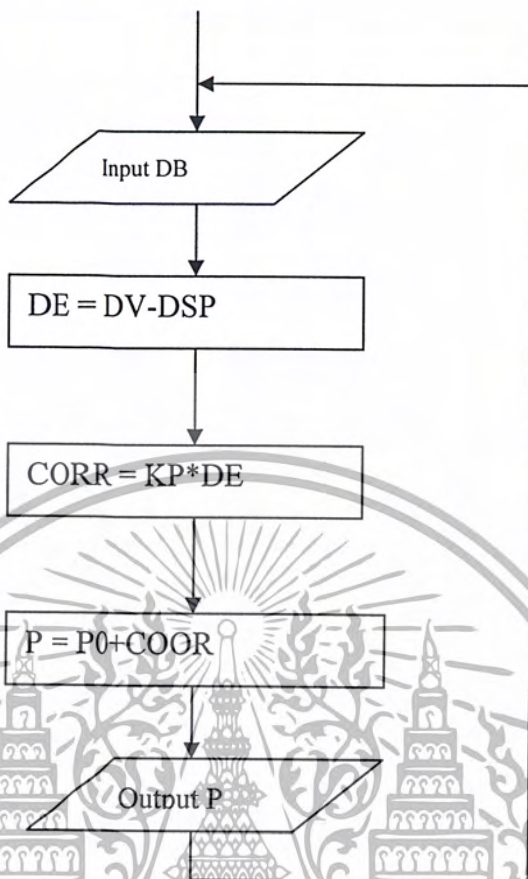 Input DB
DE = DV-DSP
CORR = KP*DE
P = P0+COOR
Output P